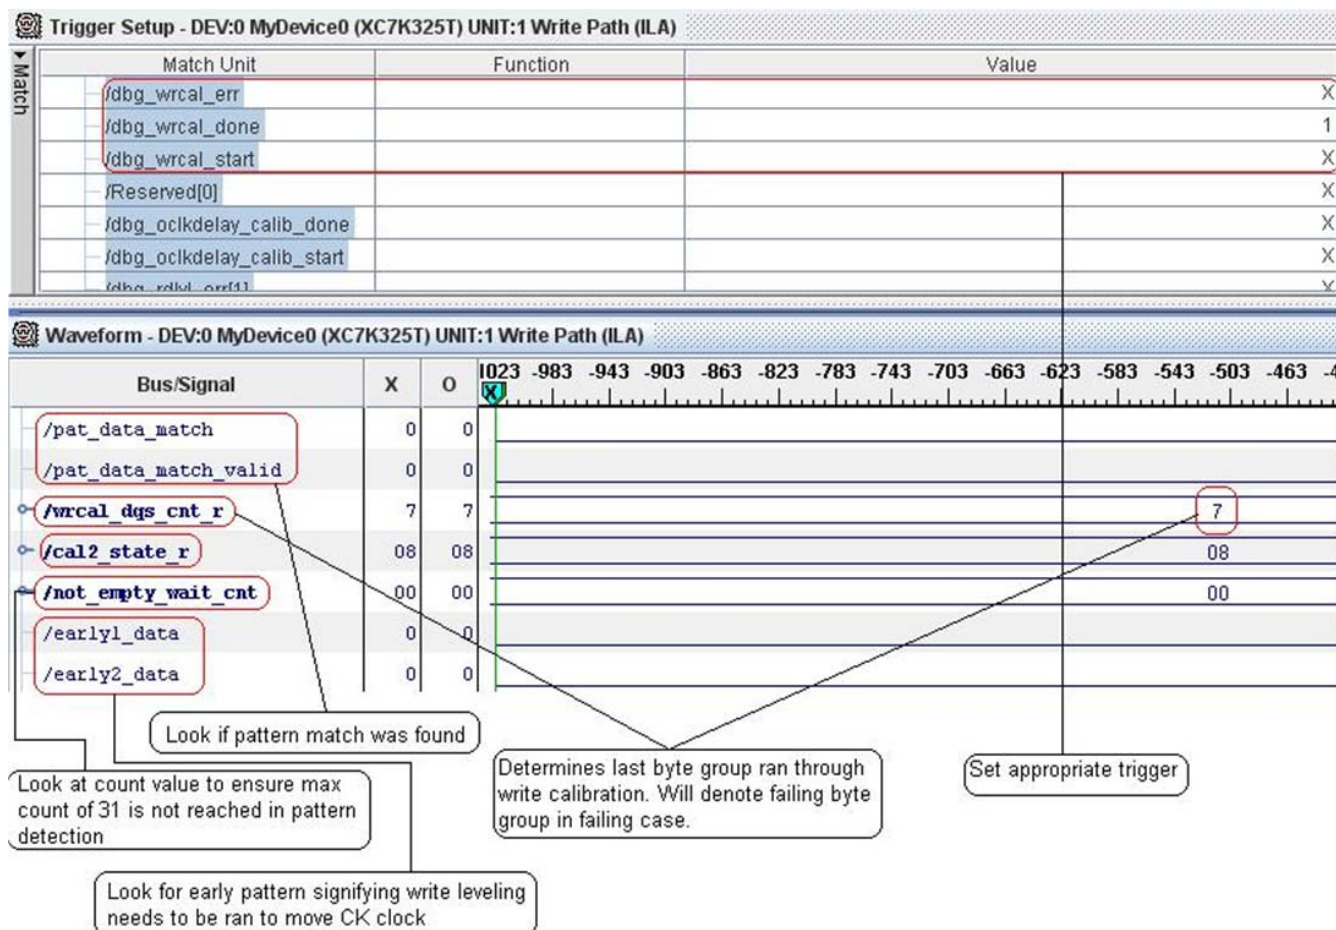 Trigger Setup - DEV:0 MyDevice0 (XC7K325T) UNIT:1 Write Path (ILA)
Match
Match Unit Function Value
/dbg_wrcal_err X
/dbg_wrcal_done 1
/dbg_wrcal_start X
/Reserved[0] X
/dbg_oclkdelay_calib_done X
/dbg_oclkdelay_calib_start X
/dbg_rdlvl_err[1] X
Waveform - DEV:0 MyDevice0 (XC7K325T) UNIT:1 Write Path (ILA)
Bus/Signal X O 1023 -983 -943 -903 -863 -823 -783 -743 -703 -663 -623 -583 -543 -503 -463
X
/pat_data_match 0 0
/pat_data_match_valid 0 0
/wrcal_dqs_cnt_r 7 7 7
/cal2_state_r 08 08 08
/not_empty_wait_cnt 00 00 00
/early1_data 0 0
/early2_data 0 0
Look if pattern match was found
Look at count value to ensure max
count of 31 is not reached in pattern
detection
Determines last byte group ran through
write calibration. Will denote failing byte
group in failing case.
Set appropriate trigger
Look for early pattern signifying write leveling
needs to be ran to move CK clock